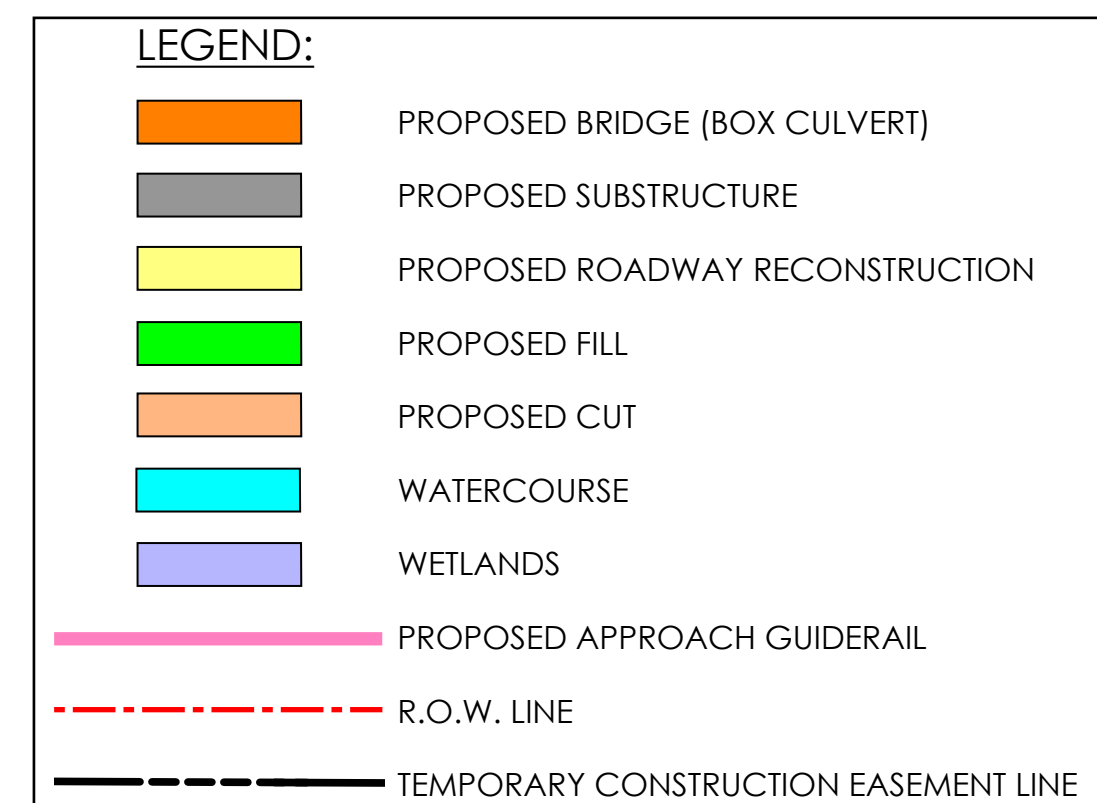 LEGEND:
PROPOSED BRIDGE (BOX CULVERT)
PROPOSED SUBSTRUCTURE
PROPOSED ROADWAY RECONSTRUCTION
PROPOSED FILL
PROPOSED CUT
WATERCOURSE
WETLANDS
PROPOSED APPROACH GUIDERAIL
R.O.W. LINE
TEMPORARY CONSTRUCTION EASEMENT LINE